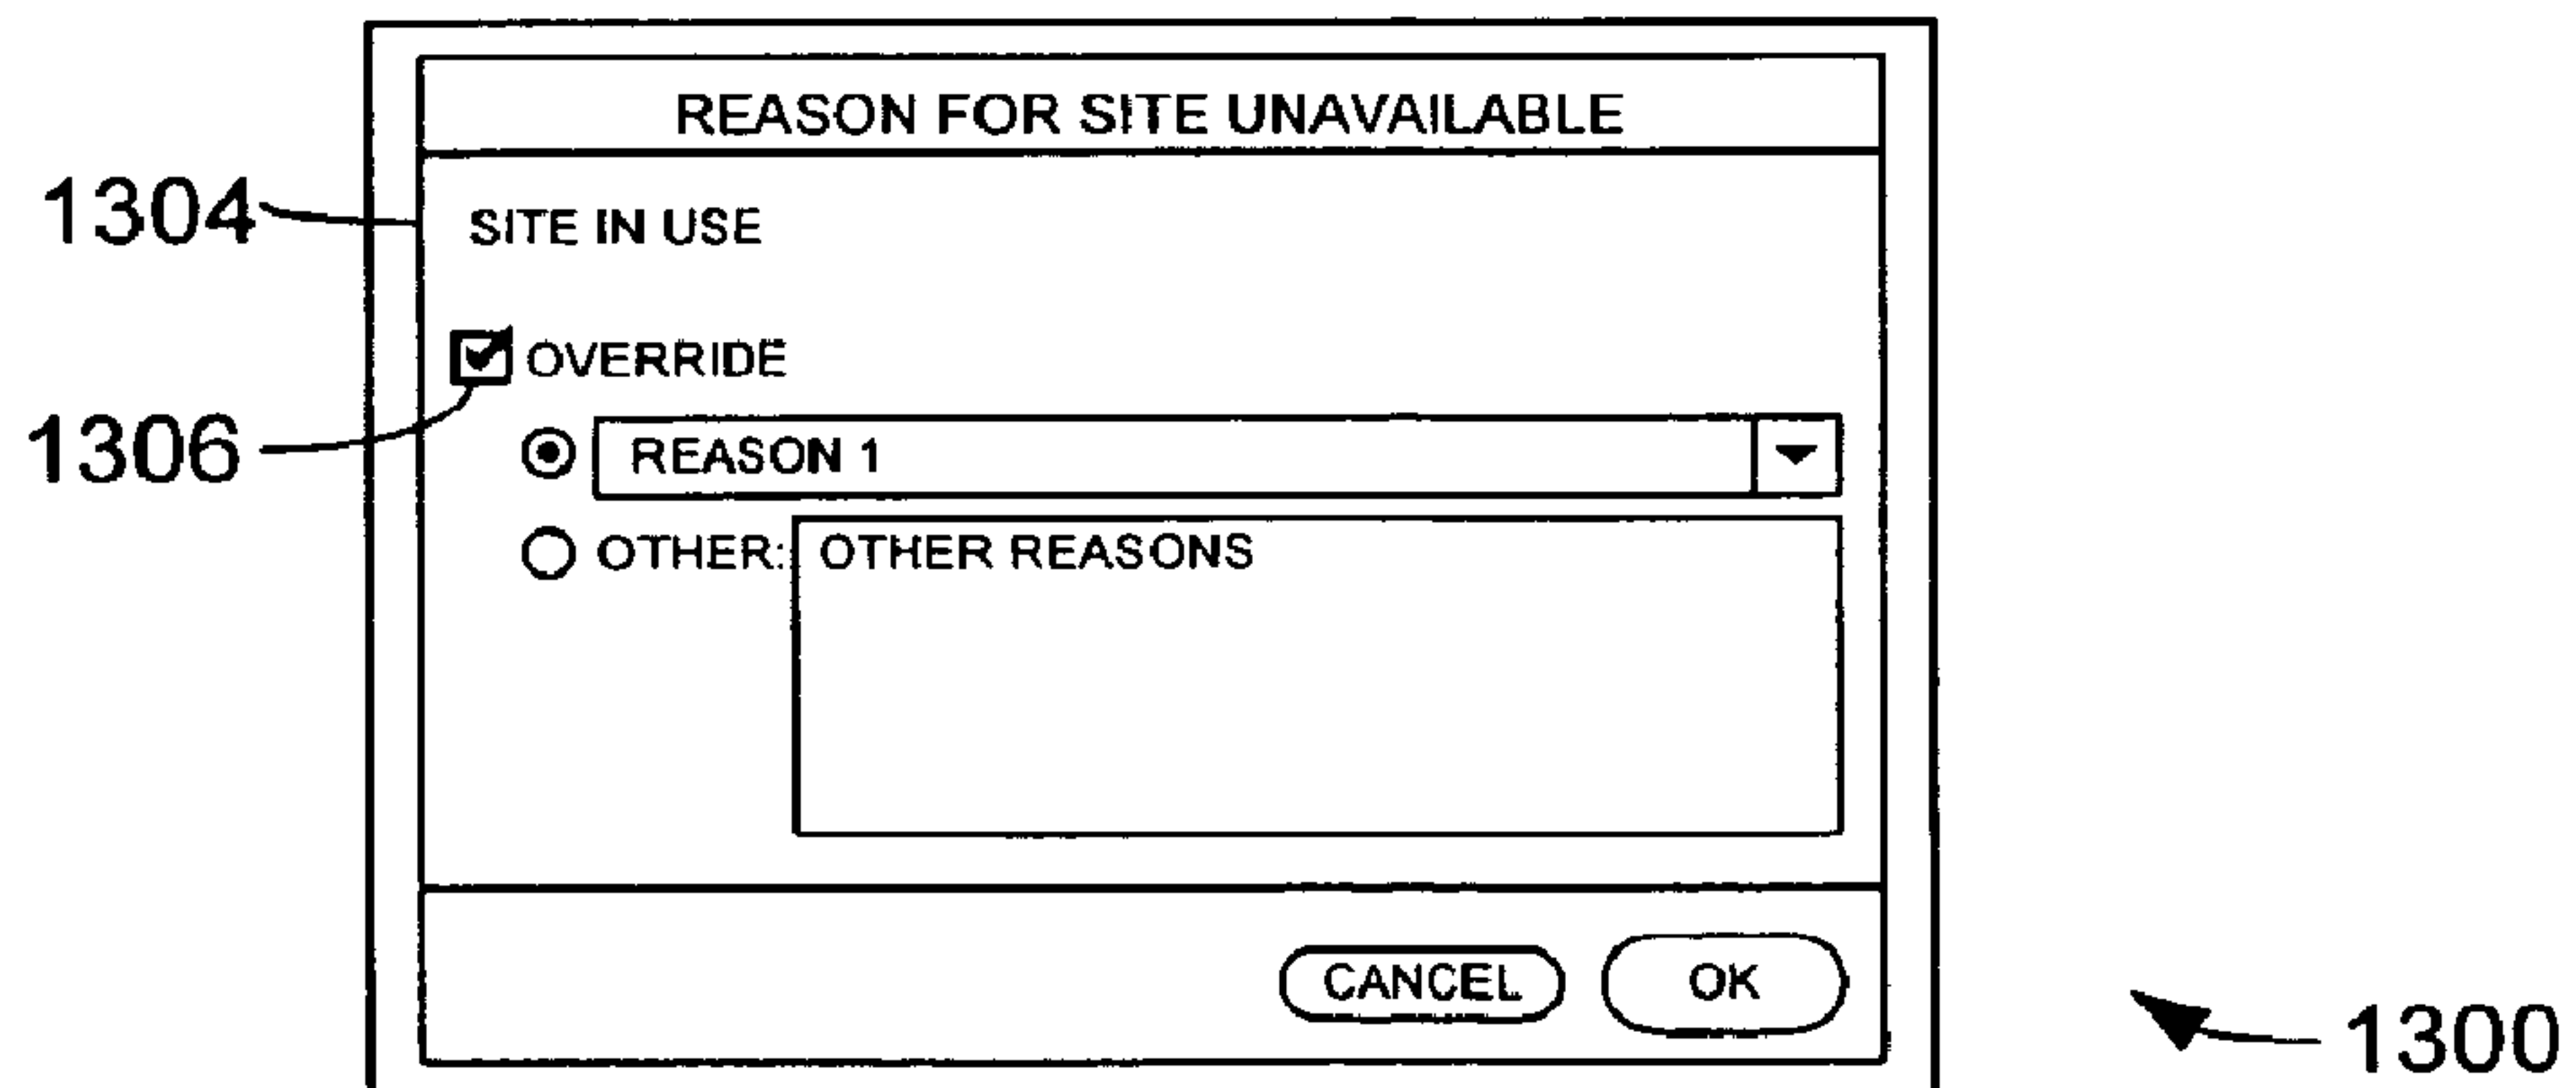 REASON FOR SITE UNAVAILABLE
1304
SITE IN USE
OVERRIDE
1306
REASON 1
OTHER: OTHER REASONS
CANCEL OK
1300